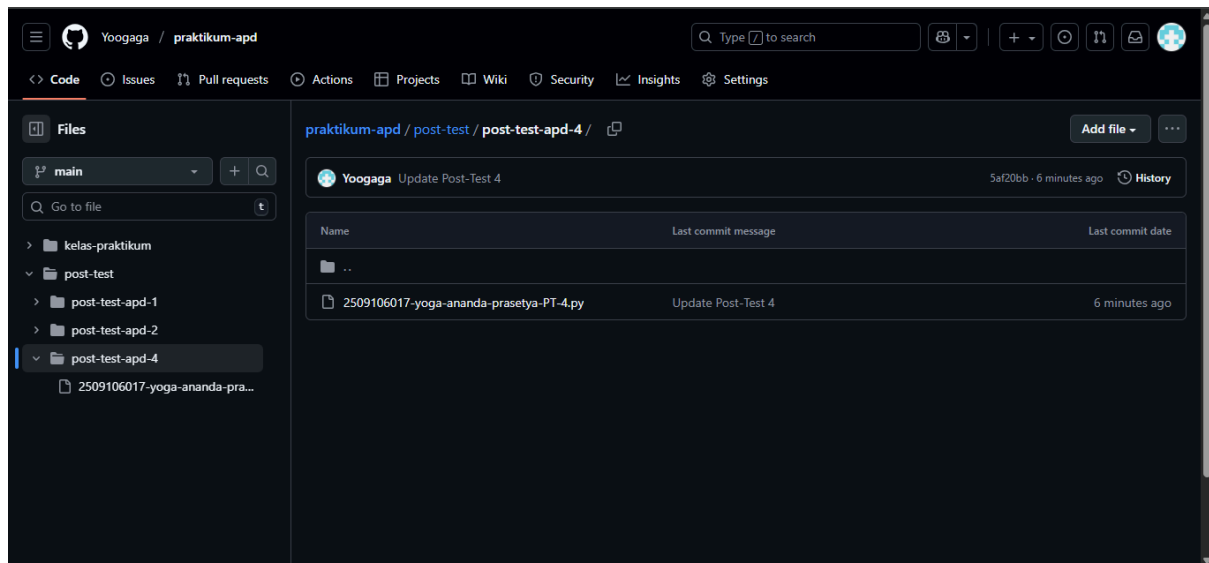 Yoogaga / praktikum-apd
Type / to search
Code Issues Pull requests Actions Projects Wiki Security Insights Settings
Files
praktikum-apd / post-test / post-test-apd-4 /
Add file
main
Yoogaga Update Post-Test 4
5af20bb · 6 minutes ago History
Go to file t
Name Last commit message Last commit date
kelas-praktikum
..
post-test
post-test-apd-1
2509106017-yoga-ananda-prasetya-PT-4.py Update Post-Test 4 6 minutes ago
post-test-apd-2
post-test-apd-4
2509106017-yoga-ananda-pra...